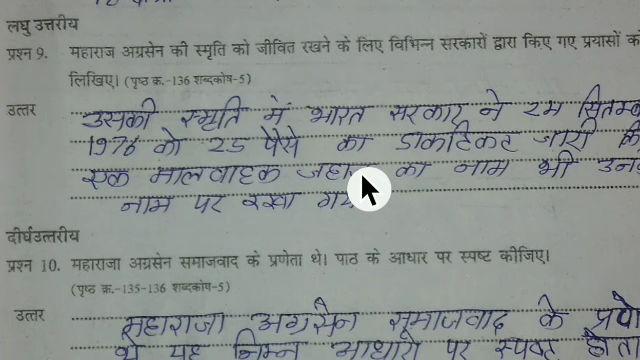 लघु उत्तरीय
प्रश्न 9. महाराज अग्रसेन की स्मृति को जीवित रखने के लिए विभिन्न सरकारों द्वारा किए गए प्रयासों को
लिखिए। (पृष्ठ क्र.-136 शब्दकोष-5)
उत्तर उसकी स्मृति में भारत सरकार ने
1976 को 25 पैसे का डाकटिकट जारी
एक मालवाहक का नाम भी
नाम पर रखा
दीर्घउत्तरीय
प्रश्न 10. महाराजा अग्रसेन समाजवाद के प्रणेता थे। पाठ के आधार पर स्पष्ट कीजिए।
(पृष्ठ क्र.-135-136 शब्दकोष-5)
उत्तर महाराजा अग्रसेन समाजवाद के
थे यह निम्न आधारो पर स्पष्ट